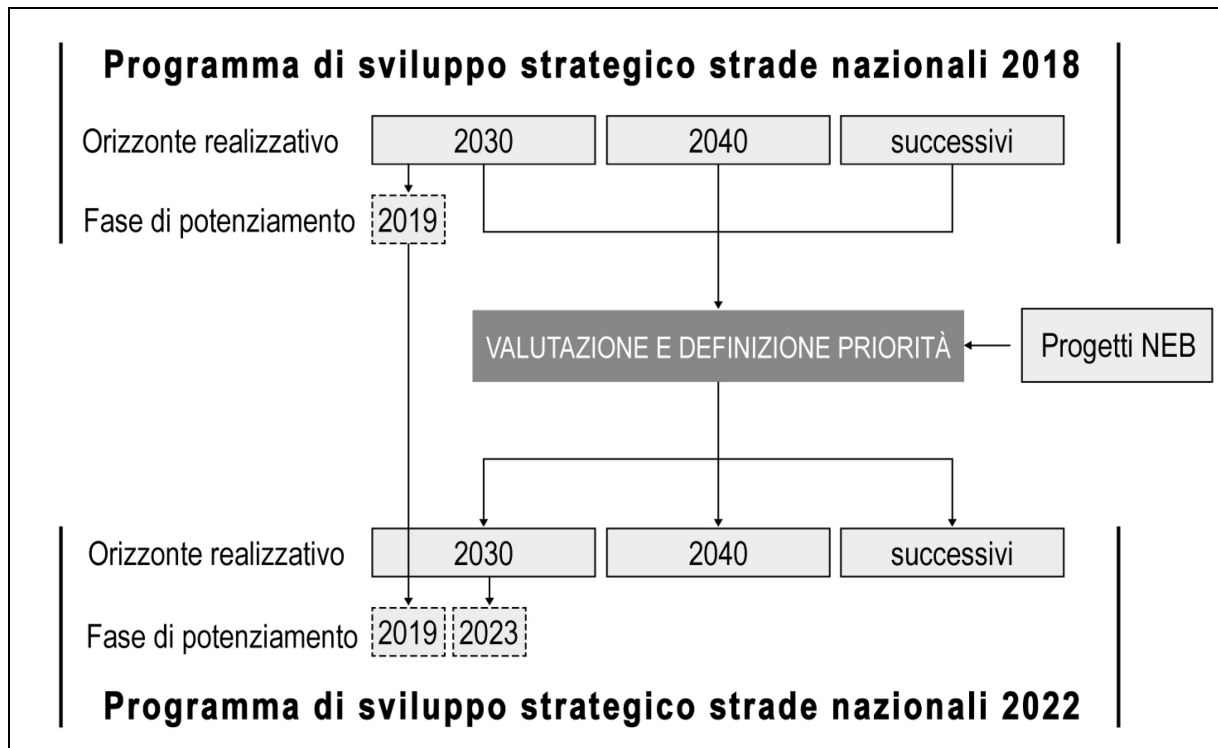 Programma di sviluppo strategico strade nazionali 2018
Orizzonte realizzativo 2030 2040 successivi
Fase di potenziamento 2019
VALUTAZIONE E DEFINIZIONE PRIORITÀ Progetti NEB
Orizzonte realizzativo 2030 2040 successivi
Fase di potenziamento 2019 2023
Programma di sviluppo strategico strade nazionali 2022